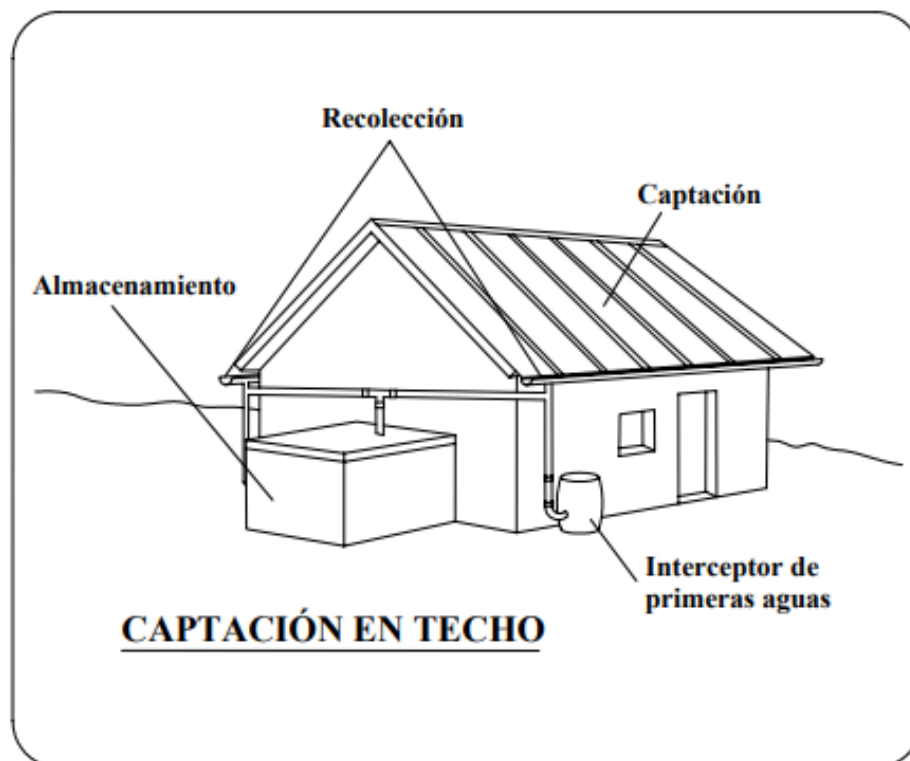 Recolección
Captación
Almacenamiento
Interceptor de
primeras aguas
CAPTACIÓN EN TECHO